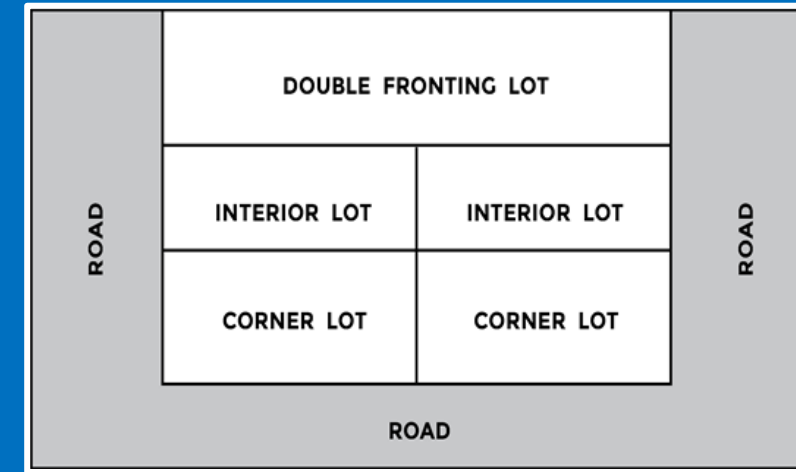 DOUBLE FRONTING LOT
ROAD
INTERIOR LOT
INTERIOR LOT
ROAD
CORNER LOT
CORNER LOT
ROAD